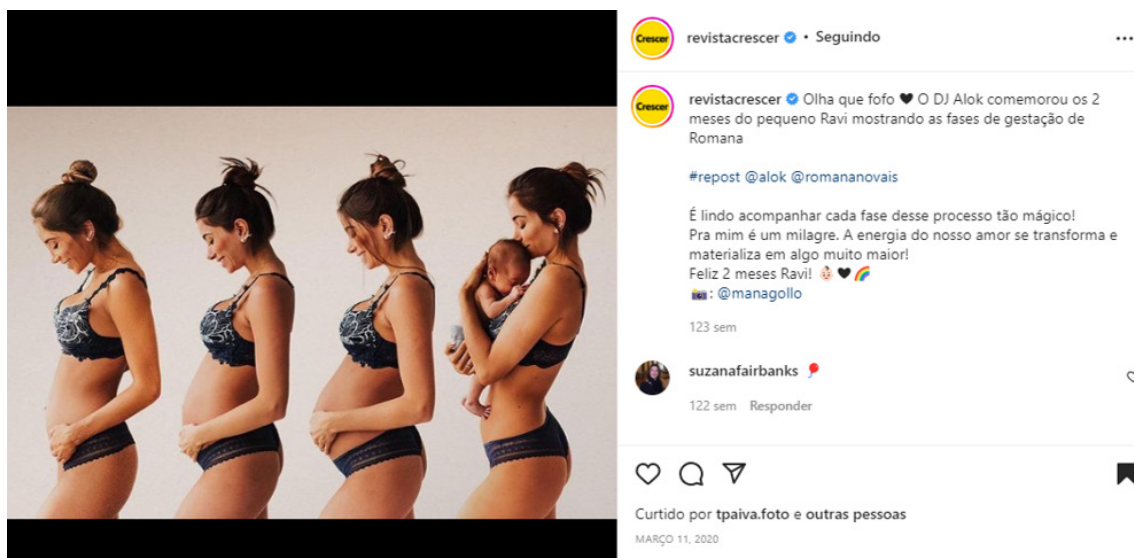 Crescer
revistacrescer • Seguindo
Crescer
revistacrescer Olha que fofo 🖤 O DJ Alok comemorou os 2
meses do pequeno Ravi mostrando as fases de gestação de
Romana
#repost @alok @romananovais
É lindo acompanhar cada fase desse processo tão mágico!
Pra mim é um milagre. A energia do nosso amor se transforma e
materializa em algo muito maior!
Feliz 2 meses Ravi! 👶🏻🖤🌈
📸: @managollo
123 sem
suzanafairbanks 🎈
122 sem Responder
Curtido por tpaiva.foto e outras pessoas
MARÇO 11, 2020